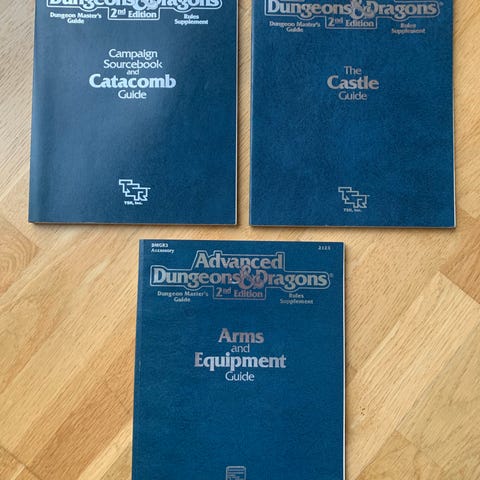 Dungeons & Dragons®
2nd Edition
Dungeon Master's
Guide
Rules
Supplement
Campaign
Sourcebook
and
Catacomb
Guide
TSR
TSR, Inc.
Dungeons & Dragons®
2nd Edition
Dungeon Master's
Guide
Rules
Supplement
The
Castle
Guide
TSR
TSR, Inc.
DMGR3
Accessory
2123
Advanced
Dungeons & Dragons®
2nd Edition
Dungeon Master's
Guide
Rules
Supplement
Arms
and
Equipment
Guide